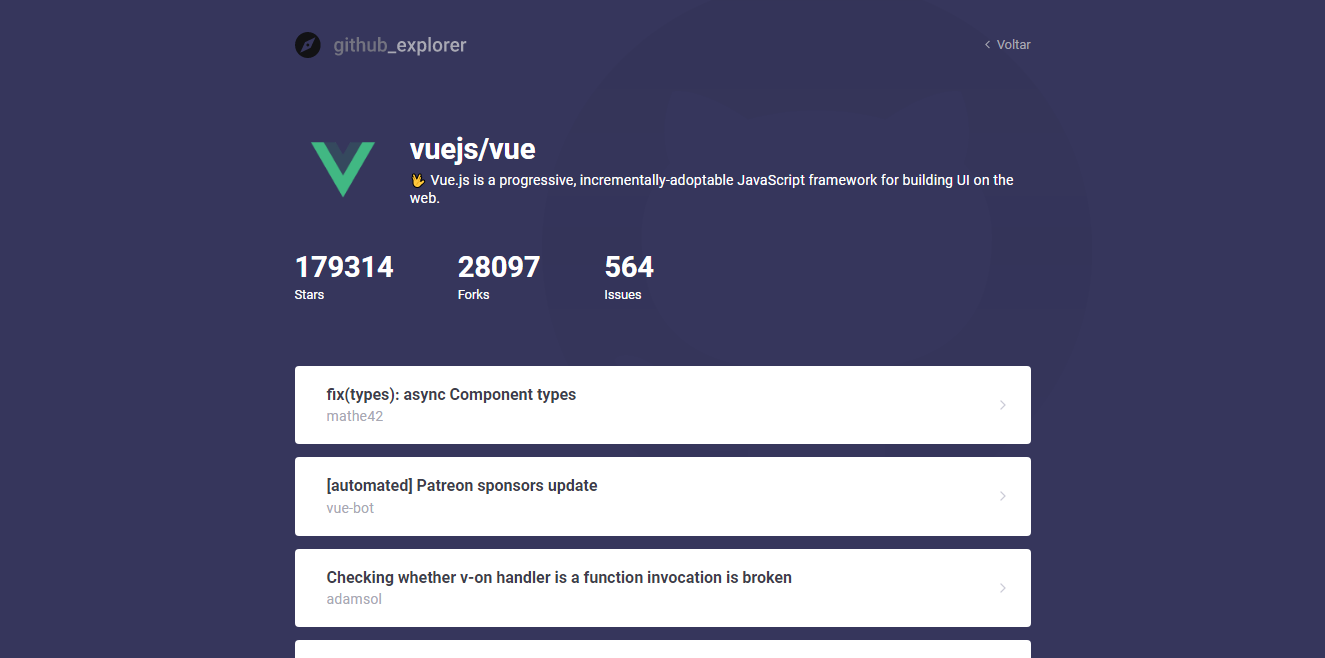 github_explorer
Voltar
vuejs/vue
🖖 Vue.js is a progressive, incrementally-adoptable JavaScript framework for building UI on the
web.
179314 28097 564
Stars Forks Issues
fix(types): async Component types
mathe42
[automated] Patreon sponsors update
vue-bot
Checking whether v-on handler is a function invocation is broken
adamsol